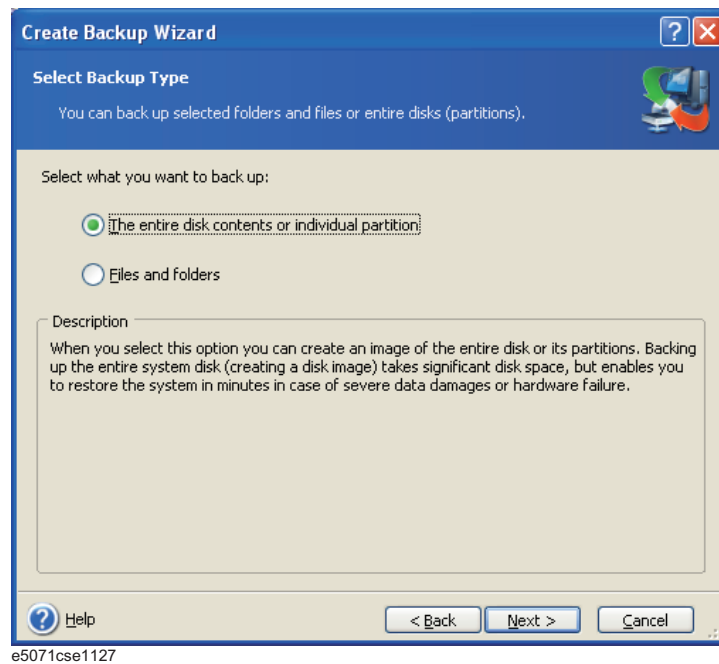 Create Backup Wizard
Select Backup Type
You can back up selected folders and files or entire disks (partitions).
Select what you want to back up:
The entire disk contents or individual partition
Files and folders
Description
When you select this option you can create an image of the entire disk or its partitions. Backing
up the entire system disk (creating a disk image) takes significant disk space, but enables you
to restore the system in minutes in case of severe data damages or hardware failure.
? Help
< Back Next > Cancel
e5071cse1127